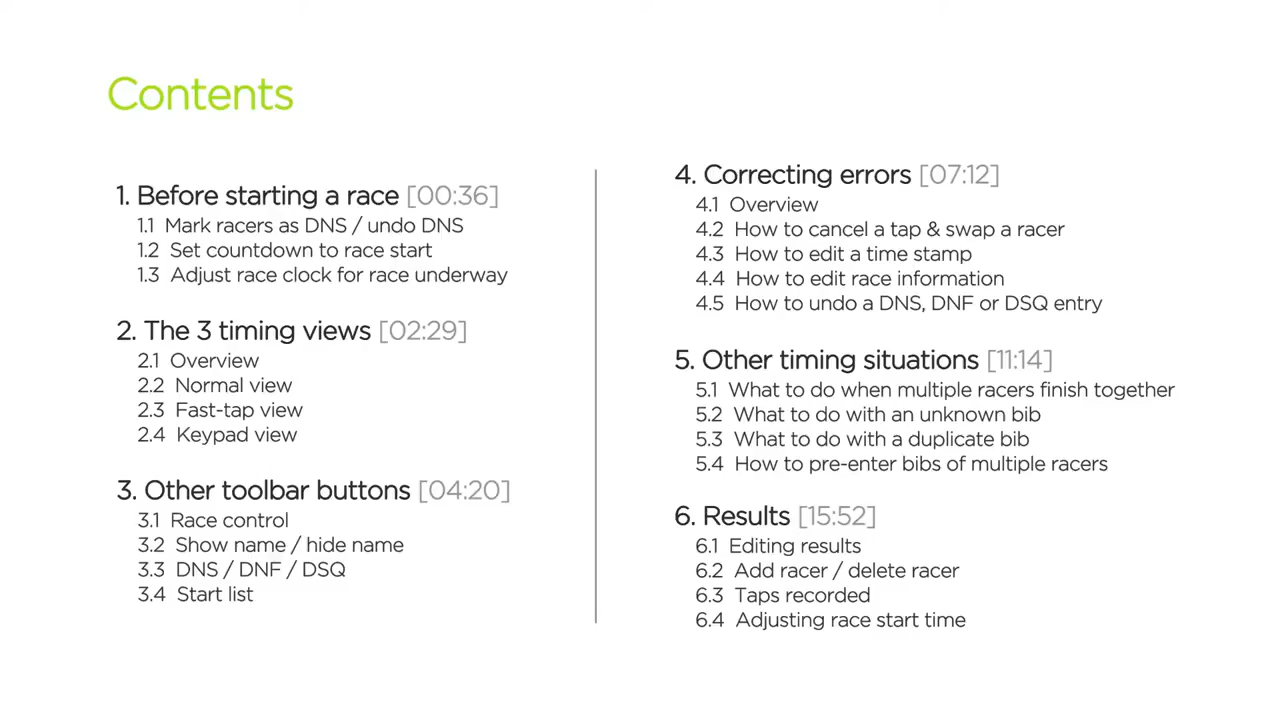 Contents
1. Before starting a race [00:36]
1.1 Mark racers as DNS / undo DNS
1.2 Set countdown to race start
1.3 Adjust race clock for race underway
2. The 3 timing views [02:29]
2.1 Overview
2.2 Normal view
2.3 Fast-tap view
2.4 Keypad view
3. Other toolbar buttons [04:20]
3.1 Race control
3.2 Show name / hide name
3.3 DNS / DNF / DSQ
3.4 Start list
4. Correcting errors [07:12]
4.1 Overview
4.2 How to cancel a tap & swap a racer
4.3 How to edit a time stamp
4.4 How to edit race information
4.5 How to undo a DNS, DNF or DSQ entry
5. Other timing situations [11:14]
5.1 What to do when multiple racers finish together
5.2 What to do with an unknown bib
5.3 What to do with a duplicate bib
5.4 How to pre-enter bibs of multiple racers
6. Results [15:52]
6.1 Editing results
6.2 Add racer / delete racer
6.3 Taps recorded
6.4 Adjusting race start time